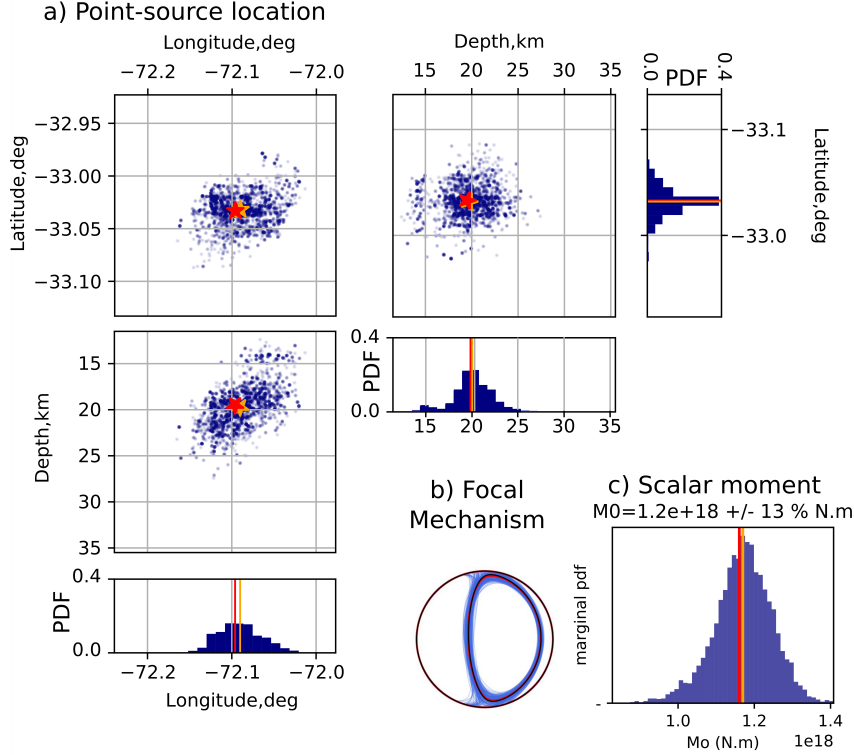 a) Point-source location
Longitude,deg
−72.2 −72.1 −72.0
Latitude,deg
−32.95
−33.00
−33.05
−33.10
Depth,km
15 20 25 30 35
0.0 0.4
PDF
−33.1
−33.0
Latitude,deg
Depth,km
15
20
25
30
35
PDF
0.4
0.0
15 20 25 30 35
PDF
0.4
0.0
−72.2 −72.1 −72.0
Longitude,deg
b) Focal
Mechanism
c) Scalar moment
M0=1.2e+18 +/- 13 % N.m
marginal pdf
-
1.0 1.2 1.4
Mo (N.m) 1e18